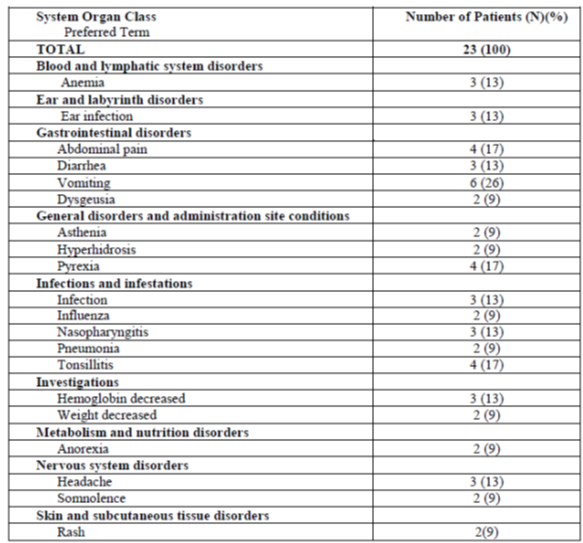 System Organ Class Number of Patients (N)(%)
Preferred Term
TOTAL 23 (100)
Blood and lymphatic system disorders
Anemia 3 (13)
Ear and labyrinth disorders
Ear infection 3 (13)
Gastrointestinal disorders
Abdominal pain 4 (17)
Diarrhea 3 (13)
Vomiting 6 (26)
Dysgeusia 2 (9)
General disorders and administration site conditions
Asthenia 2 (9)
Hyperhidrosis 2 (9)
Pyrexia 4 (17)
Infections and infestations
Infection 3 (13)
Influenza 2 (9)
Nasopharyngitis 3 (13)
Pneumonia 2 (9)
Tonsillitis 4 (17)
Investigations
Hemoglobin decreased 3 (13)
Weight decreased 2 (9)
Metabolism and nutrition disorders
Anorexia 2 (9)
Nervous system disorders
Headache 3 (13)
Somnolence 2 (9)
Skin and subcutaneous tissue disorders
Rash 2(9)